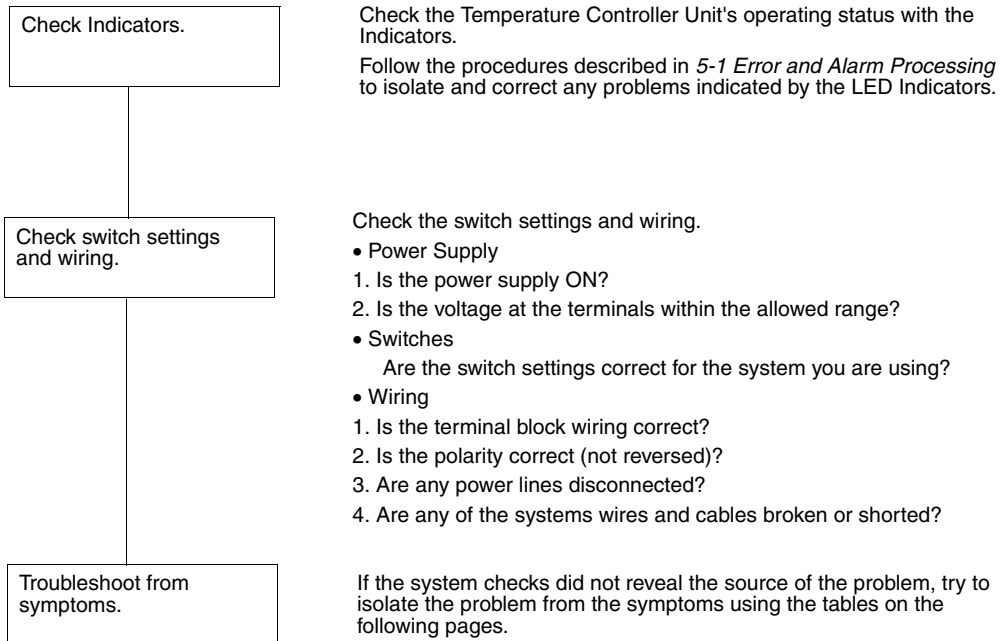 Check Indicators.
Check the Temperature Controller Unit's operating status with the
Indicators.
Follow the procedures described in 5-1 Error and Alarm Processing
to isolate and correct any problems indicated by the LED Indicators.
Check switch settings
and wiring.
Check the switch settings and wiring.
• Power Supply
1. Is the power supply ON?
2. Is the voltage at the terminals within the allowed range?
• Switches
Are the switch settings correct for the system you are using?
• Wiring
1. Is the terminal block wiring correct?
2. Is the polarity correct (not reversed)?
3. Are any power lines disconnected?
4. Are any of the systems wires and cables broken or shorted?
Troubleshoot from
symptoms.
If the system checks did not reveal the source of the problem, try to
isolate the problem from the symptoms using the tables on the
following pages.